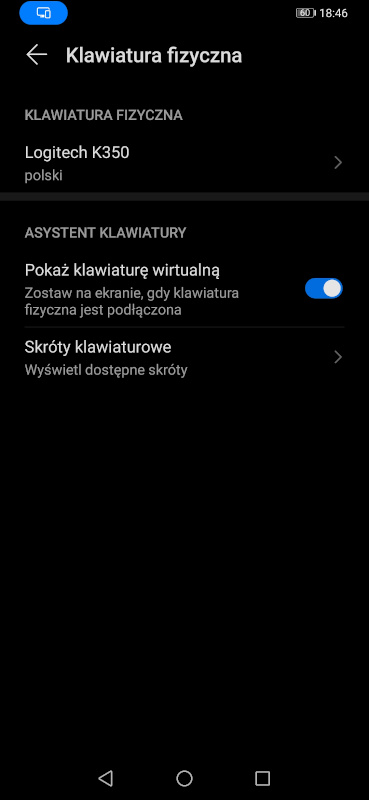 60 18:46
Klawiatura fizyczna
KLAWIATURA FIZYCZNA
Logitech K350
polski
ASYSTENT KLAWIATURY
Pokaż klawiaturę wirtualną
Zostaw na ekranie, gdy klawiatura
fizyczna jest podłączona
Skróty klawiaturowe
Wyświetl dostępne skróty